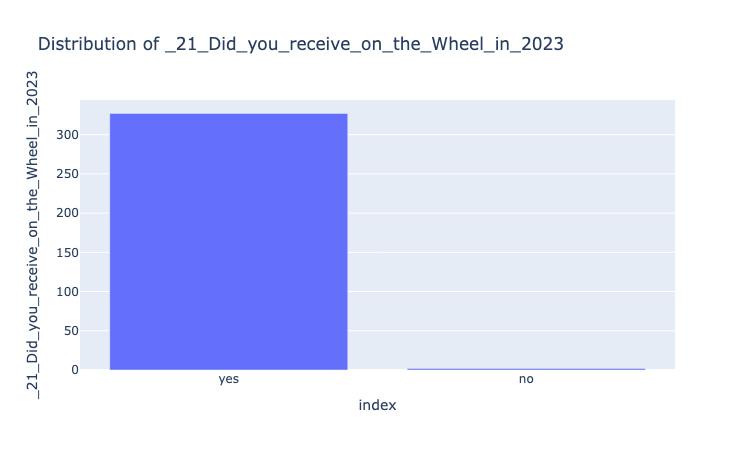 Distribution of _21_Did_you_receive_on_the_Wheel_in_2023
_21_Did_you_receive_on_the_Wheel_in_2023
300
250
200
150
100
50
0
yes
no
index